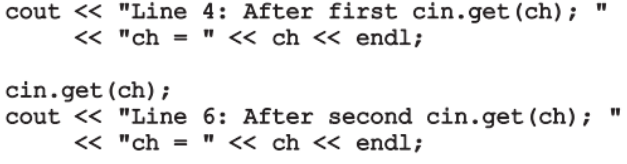 cout << "Line 4: After first cin.get(ch); "
     << "ch = " << ch << endl;

cin.get(ch);
cout << "Line 6: After second cin.get(ch); "
     << "ch = " << ch << endl;